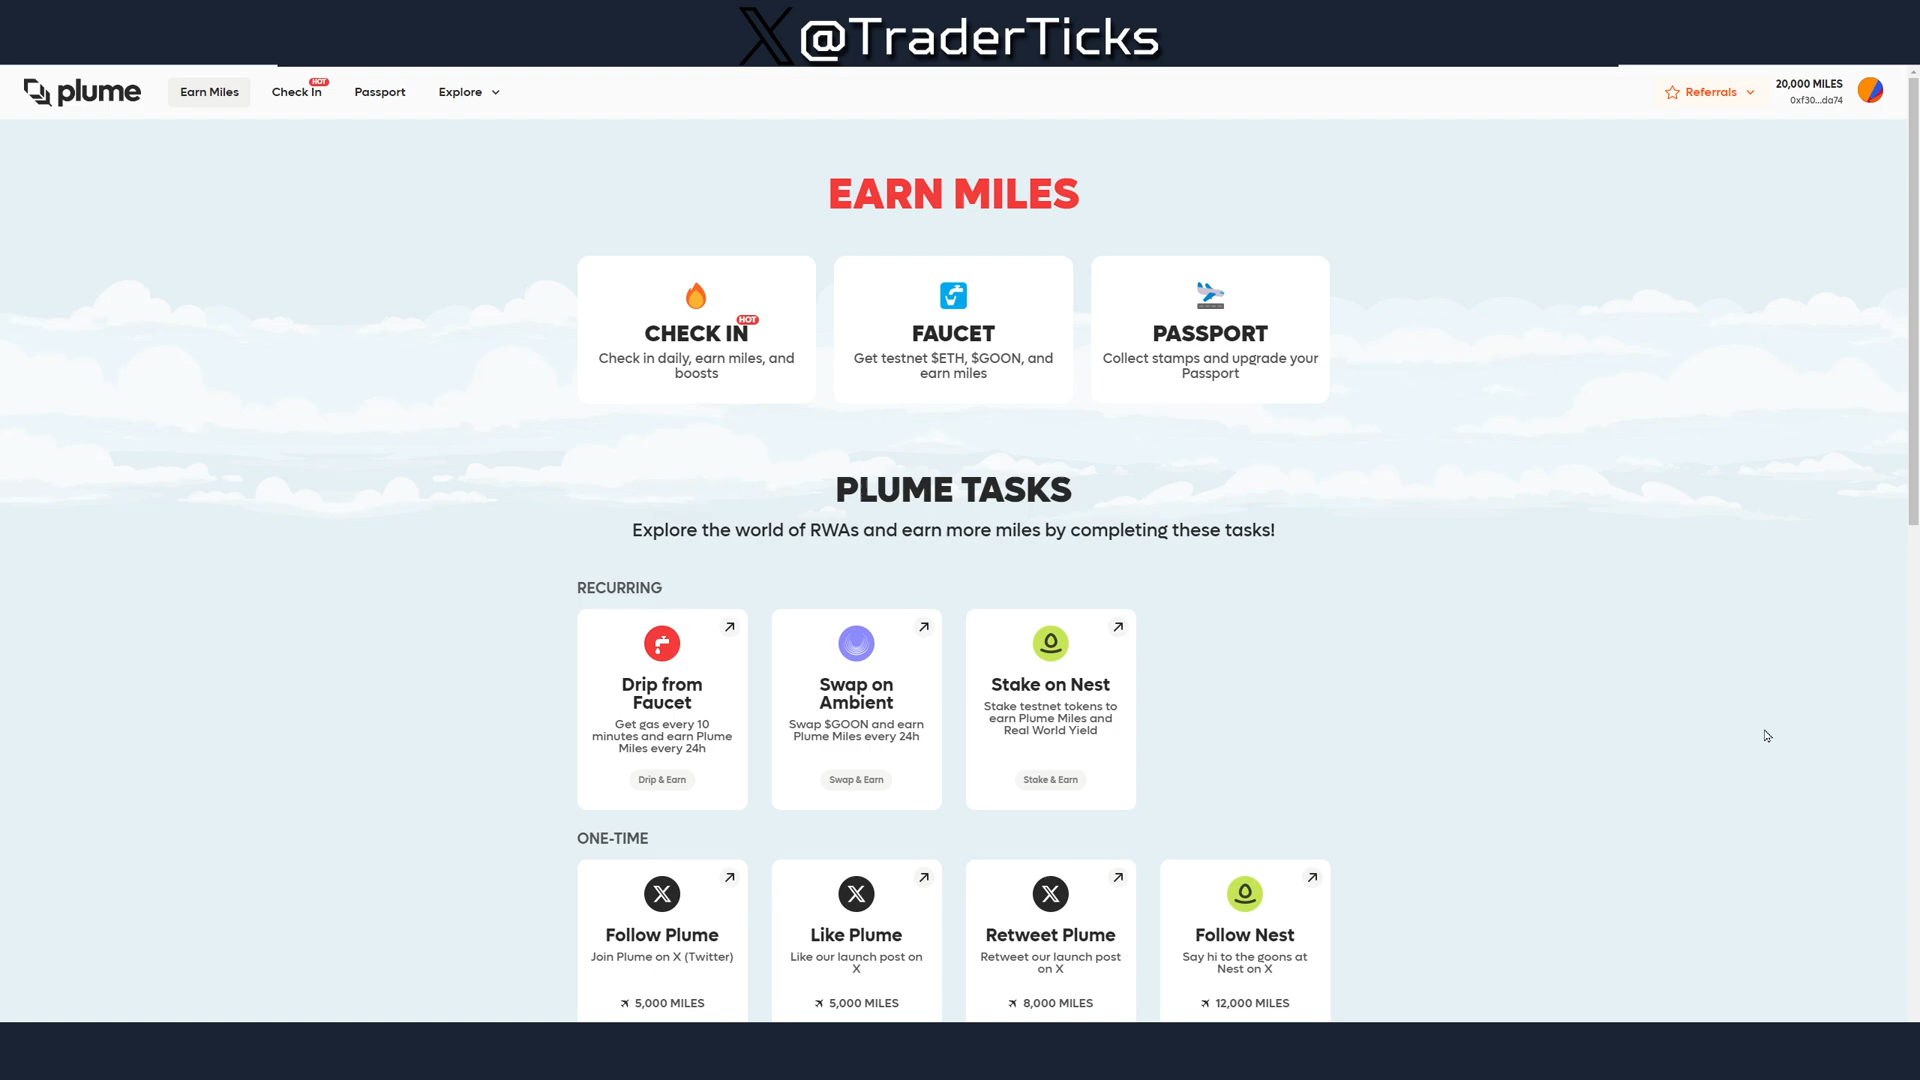 X@TraderTicks
plume
Earn Miles
Check In
HOT
Passport
Explore
Referrals
20,000 MILES
0xf30...da74
EARN MILES
CHECK IN
HOT
Check in daily, earn miles, and
boosts
FAUCET
Get testnet $ETH, $GOON, and
earn miles
PASSPORT
Collect stamps and upgrade your
Passport
PLUME TASKS
Explore the world of RWAs and earn more miles by completing these tasks!
RECURRING
Drip from
Faucet
Get gas every 10
minutes and earn Plume
Miles every 24h
Drip & Earn
Swap on
Ambient
Swap $GOON and earn
Plume Miles every 24h
Swap & Earn
Stake on Nest
Stake testnet tokens to
earn Plume Miles and
Real World Yield
Stake & Earn
ONE-TIME
Follow Plume
Join Plume on X (Twitter)
5,000 MILES
Like Plume
Like our launch post on
X
5,000 MILES
Retweet Plume
Retweet our launch post
on X
8,000 MILES
Follow Nest
Say hi to the goons at
Nest on X
12,000 MILES